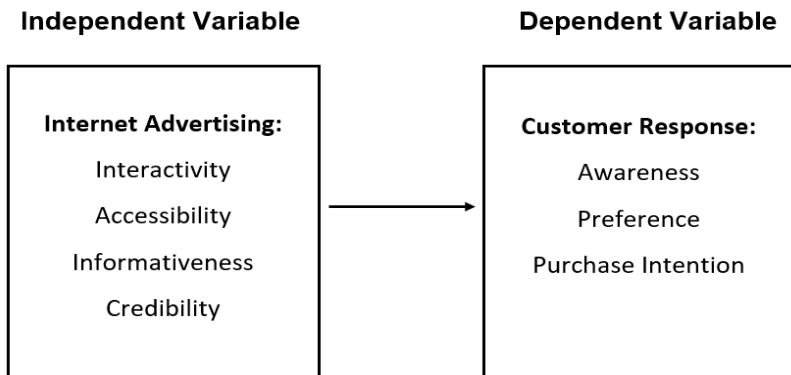 Independent Variable
Dependent Variable
Internet Advertising:
Interactivity
Accessibility
Informativeness
Credibility
Customer Response:
Awareness
Preference
Purchase Intention